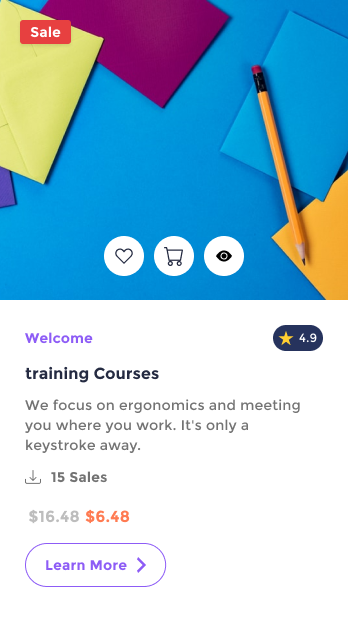 Sale
Welcome
4.9
training Courses
We focus on ergonomics and meeting
you where you work. It's only a
keystroke away.
15 Sales
$16.48 $6.48
Learn More